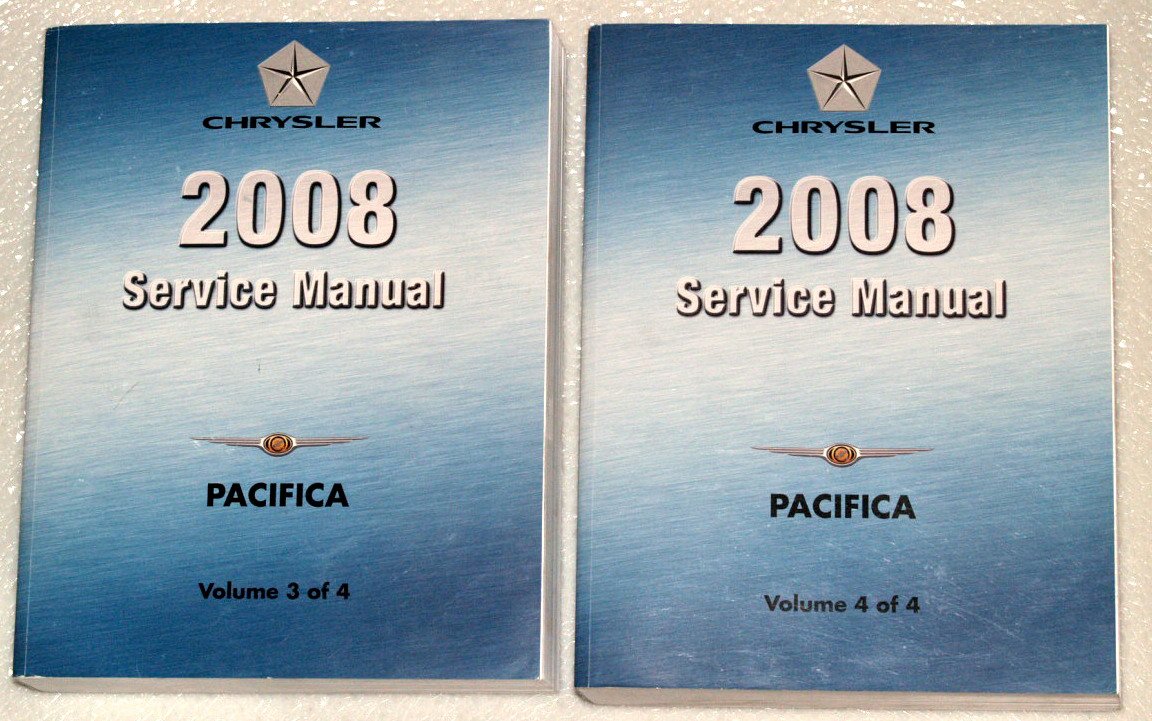 CHRYSLER
2008
Service Manual
PACIFICA
Volume 3 of 4
CHRYSLER
2008
Service Manual
PACIFICA
Volume 4 of 4